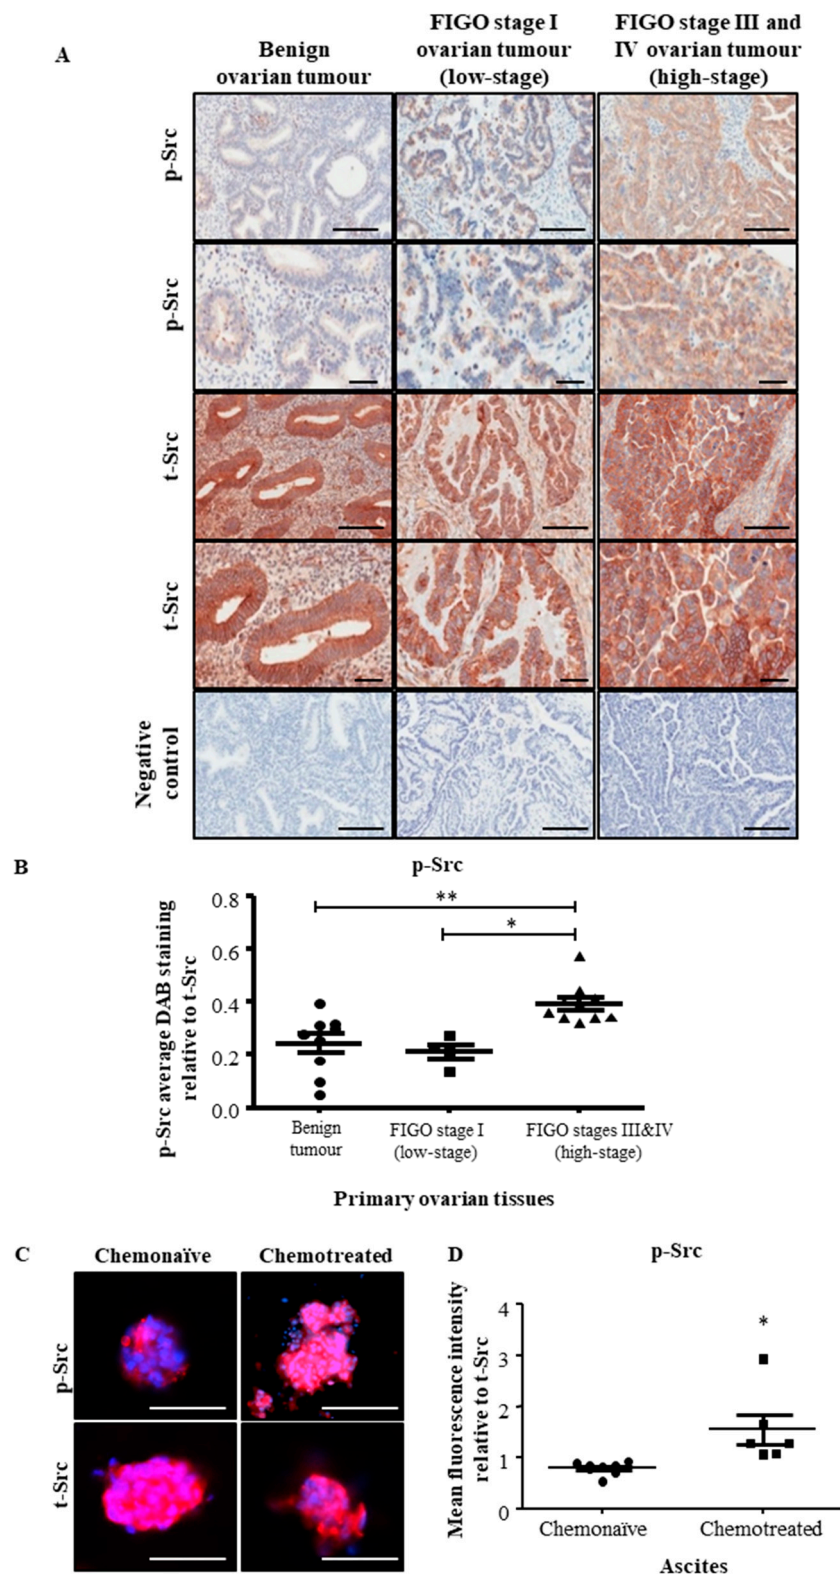 A
Benign
ovarian tumour
FIGO stage I
ovarian tumour
(low-stage)
FIGO stage III and
IV ovarian tumour
(high-stage)
p-Src
p-Src
t-Src
t-Src
Negative
control
B
p-Src
p-Src average DAB staining
relative to t-Src
0.8
0.6
0.4
0.2
0.0
**
*
Benign
tumour
FIGO stage I
(low-stage)
FIGO stages III&IV
(high-stage)
Primary ovarian tissues
C
Chemonaïve
Chemotreated
p-Src
t-Src
D
p-Src
Mean fluorescence intensity
relative to t-Src
4
3
2
1
0
*
Chemonaïve
Chemotreated
Ascites